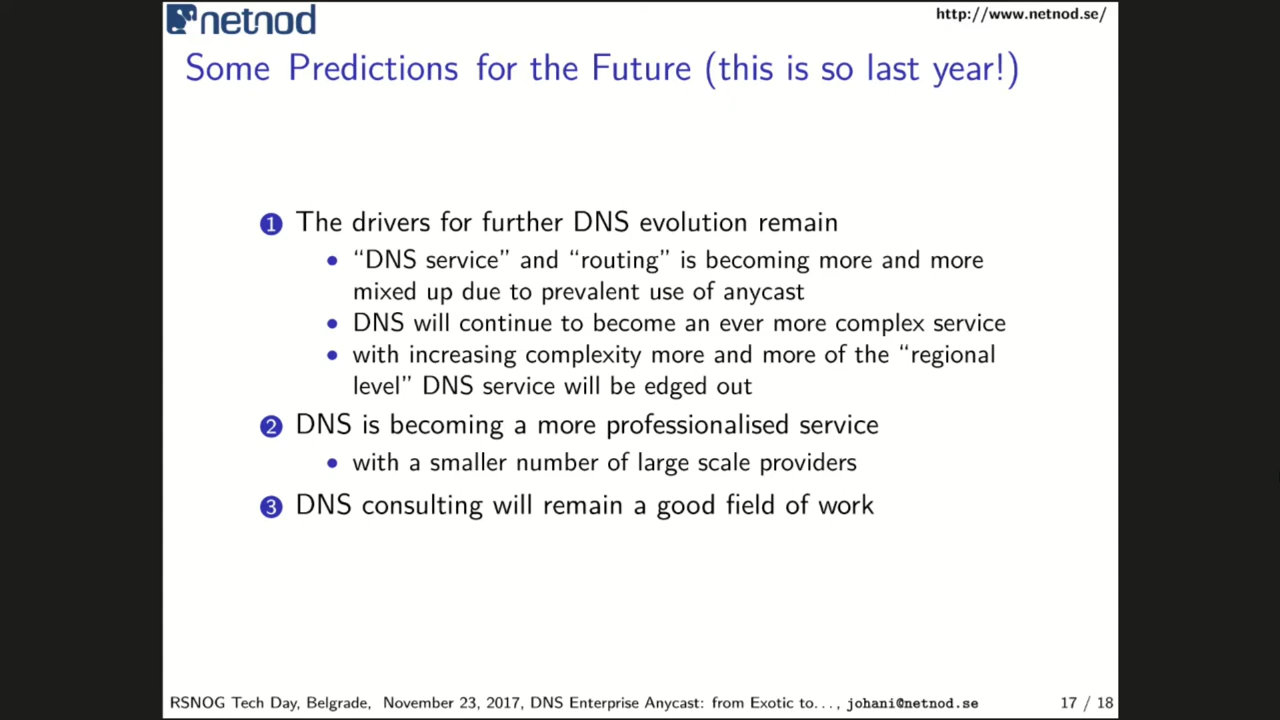 netnod
http://www.netnod.se/
Some Predictions for the Future (this is so last year!)
1 The drivers for further DNS evolution remain
• “DNS service” and “routing” is becoming more and more
mixed up due to prevalent use of anycast
• DNS will continue to become an ever more complex service
• with increasing complexity more and more of the “regional
level” DNS service will be edged out
2 DNS is becoming a more professionalised service
• with a smaller number of large scale providers
3 DNS consulting will remain a good field of work
RSNOG Tech Day, Belgrade, November 23, 2017, DNS Enterprise Anycast: from Exotic to..., johani@netnod.se 17 / 18